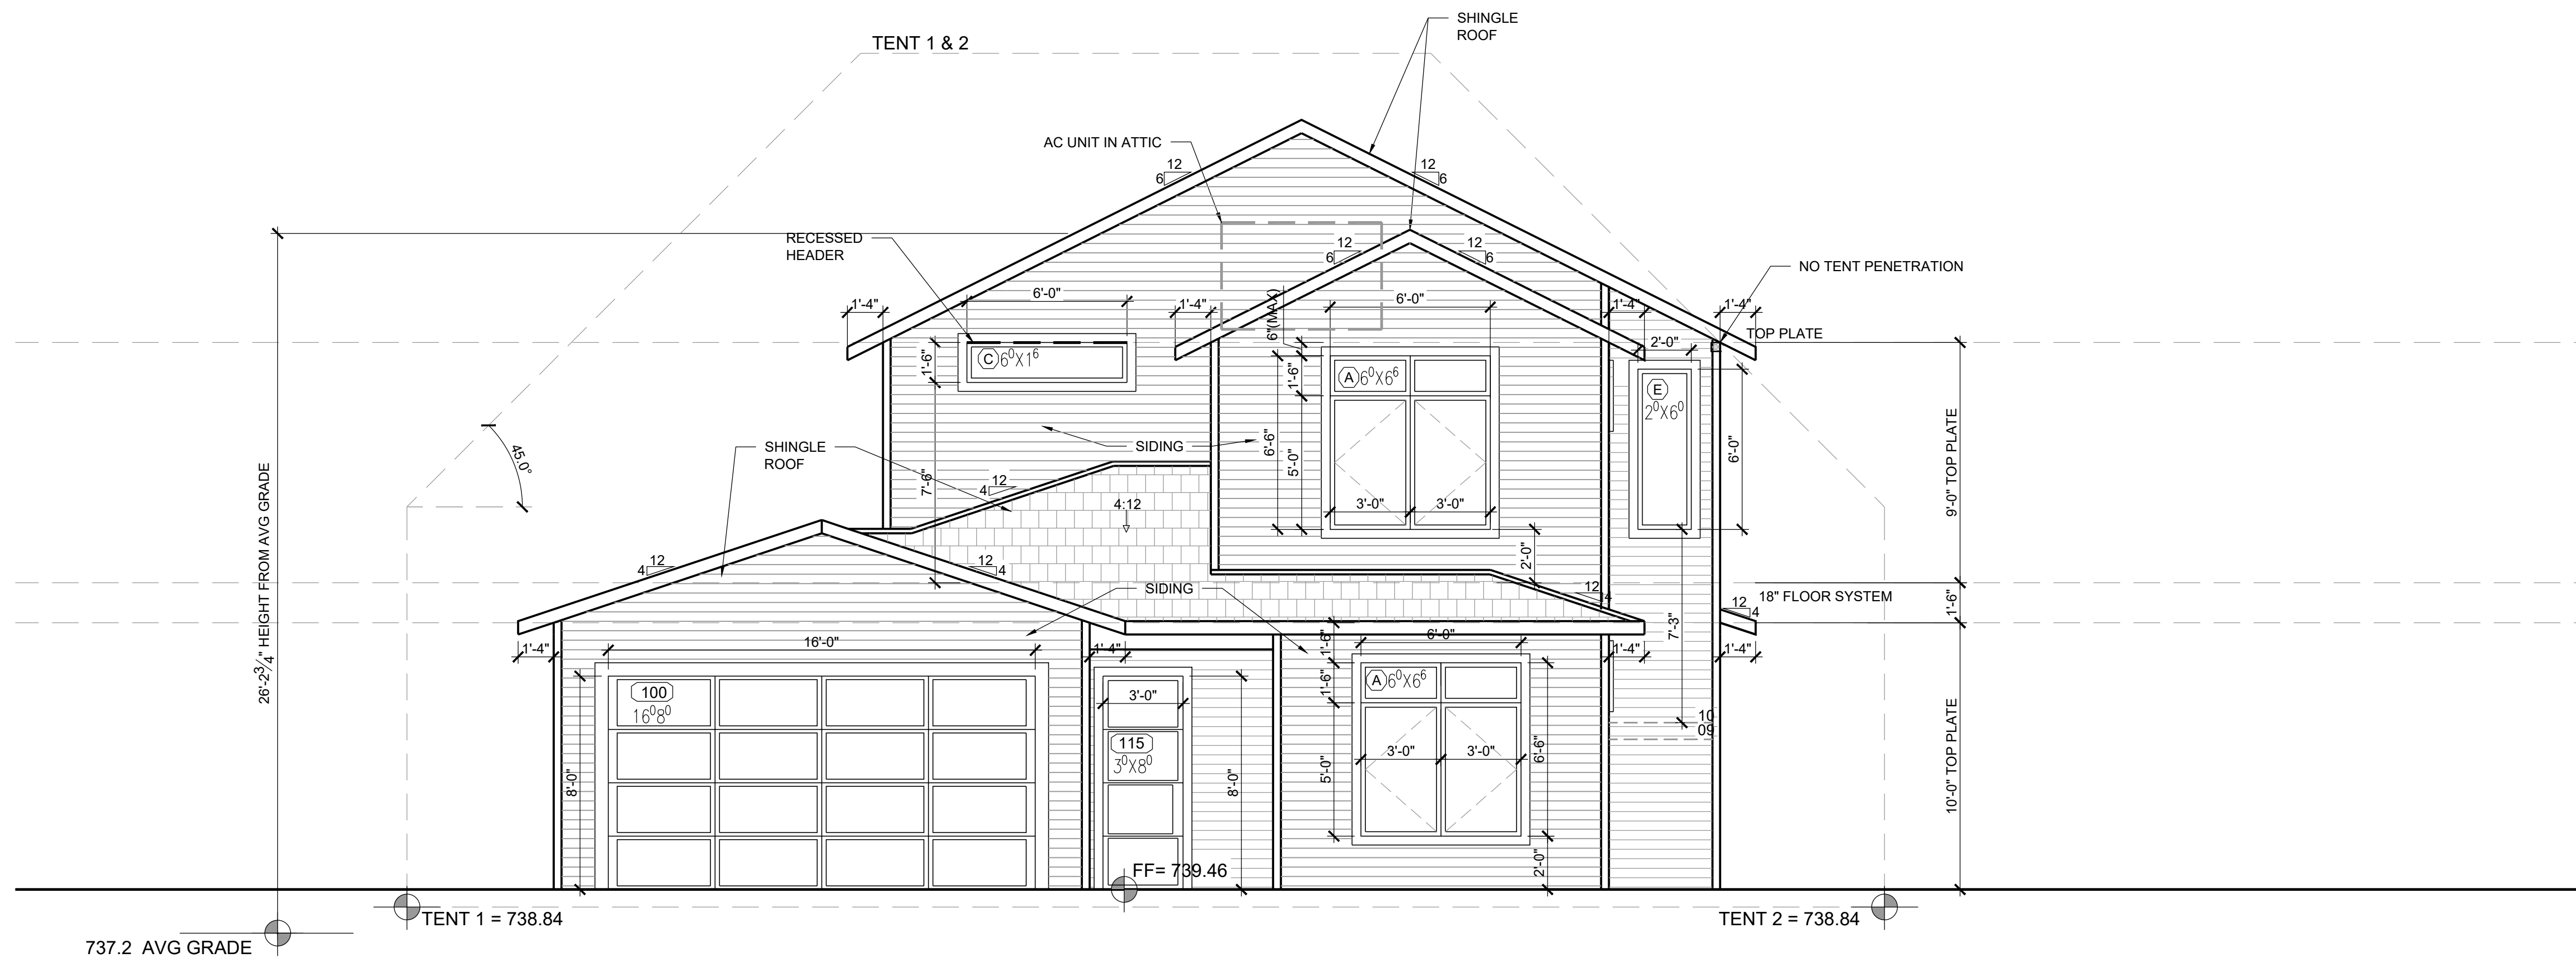 SHINGLE
ROOF
TENT 1 & 2
AC UNIT IN ATTIC
12
6
12
6
RECESSED
HEADER
12
6
12
6
NO TENT PENETRATION
1'-4"
6'-0"
1'-4"
6"(MAX)
6'-0"
1'-4"
1'-4"
TOP PLATE
2'-0"
1'-6"
C
6⁰X1⁶
1'-6"
A
6⁰X6⁶
E
2⁰X6⁰
45.0°
SHINGLE
ROOF
SIDING
6'-6"
5'-0"
6'-0"
9'-0" TOP PLATE
7'-6"
12
4
4:12
3'-0"
3'-0"
26'-2¾" HEIGHT FROM AVG GRADE
2'-0"
12
4
12
4
SIDING
12
4
18" FLOOR SYSTEM
12
4
1'-6"
7'-3"
1'-4"
16'-0"
1'-4"
1'-6"
6'-0"
1'-4"
1'-4"
100
16⁰8⁰
3'-0"
1'-6"
A
6⁰X6⁶
10
09
115
3⁰X8⁰
3'-0"
3'-0"
6'-6"
8'-0"
8'-0"
5'-0"
10'-0" TOP PLATE
FF= 739.46
2'-0"
TENT 1 = 738.84
TENT 2 = 738.84
737.2 AVG GRADE